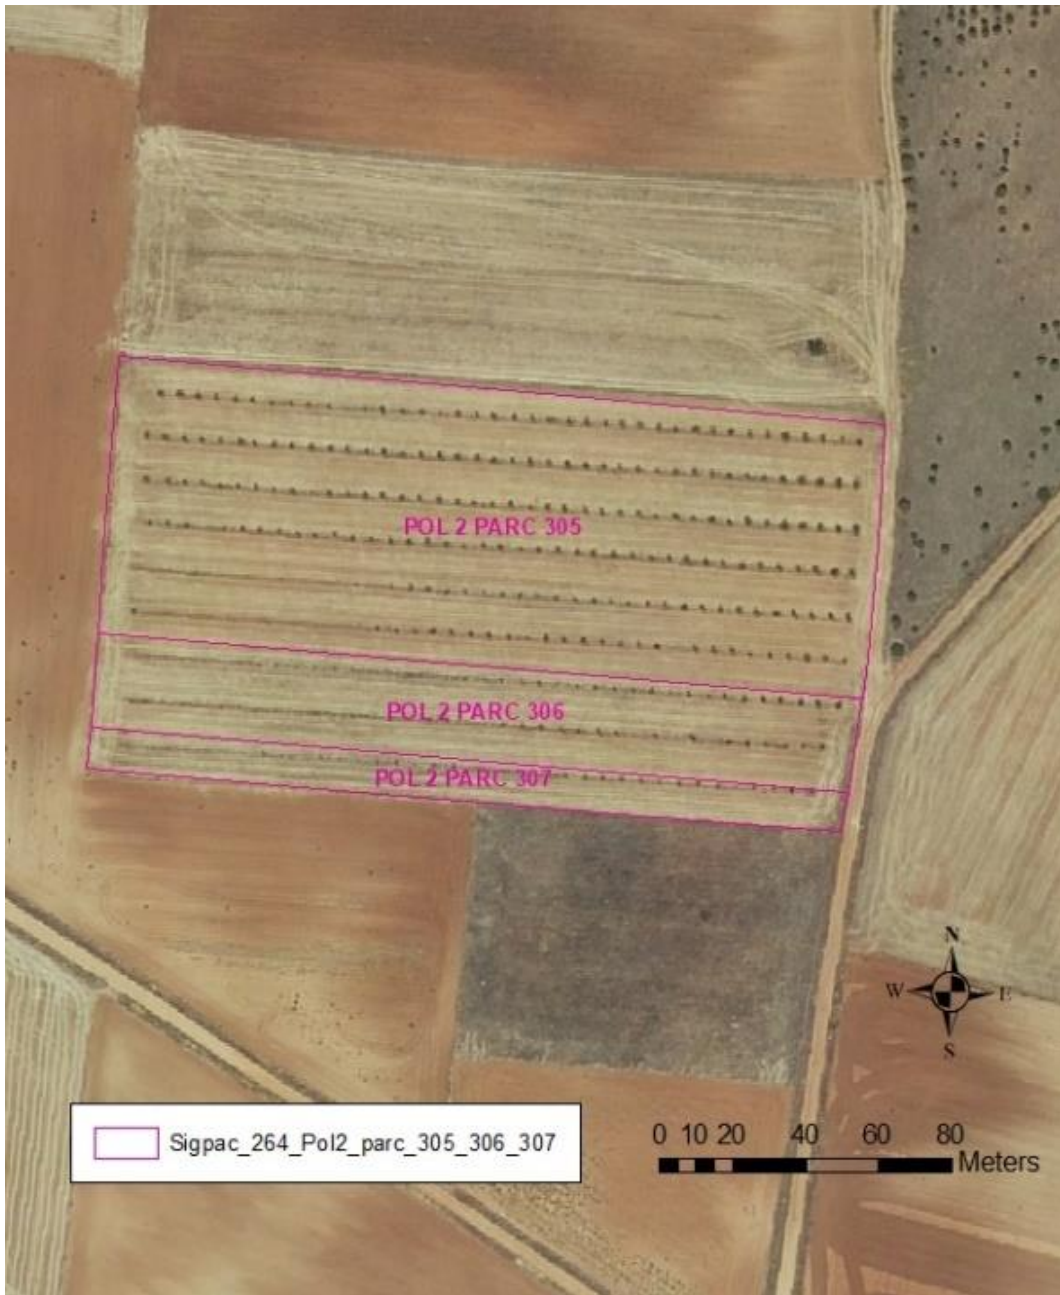 POL 2 PARC 305
POL 2 PARC 306
POL 2 PARC 307
N
W E
S
Sigpac_264_Pol2_parc_305_306_307
0 10 20 40 60 80
Meters